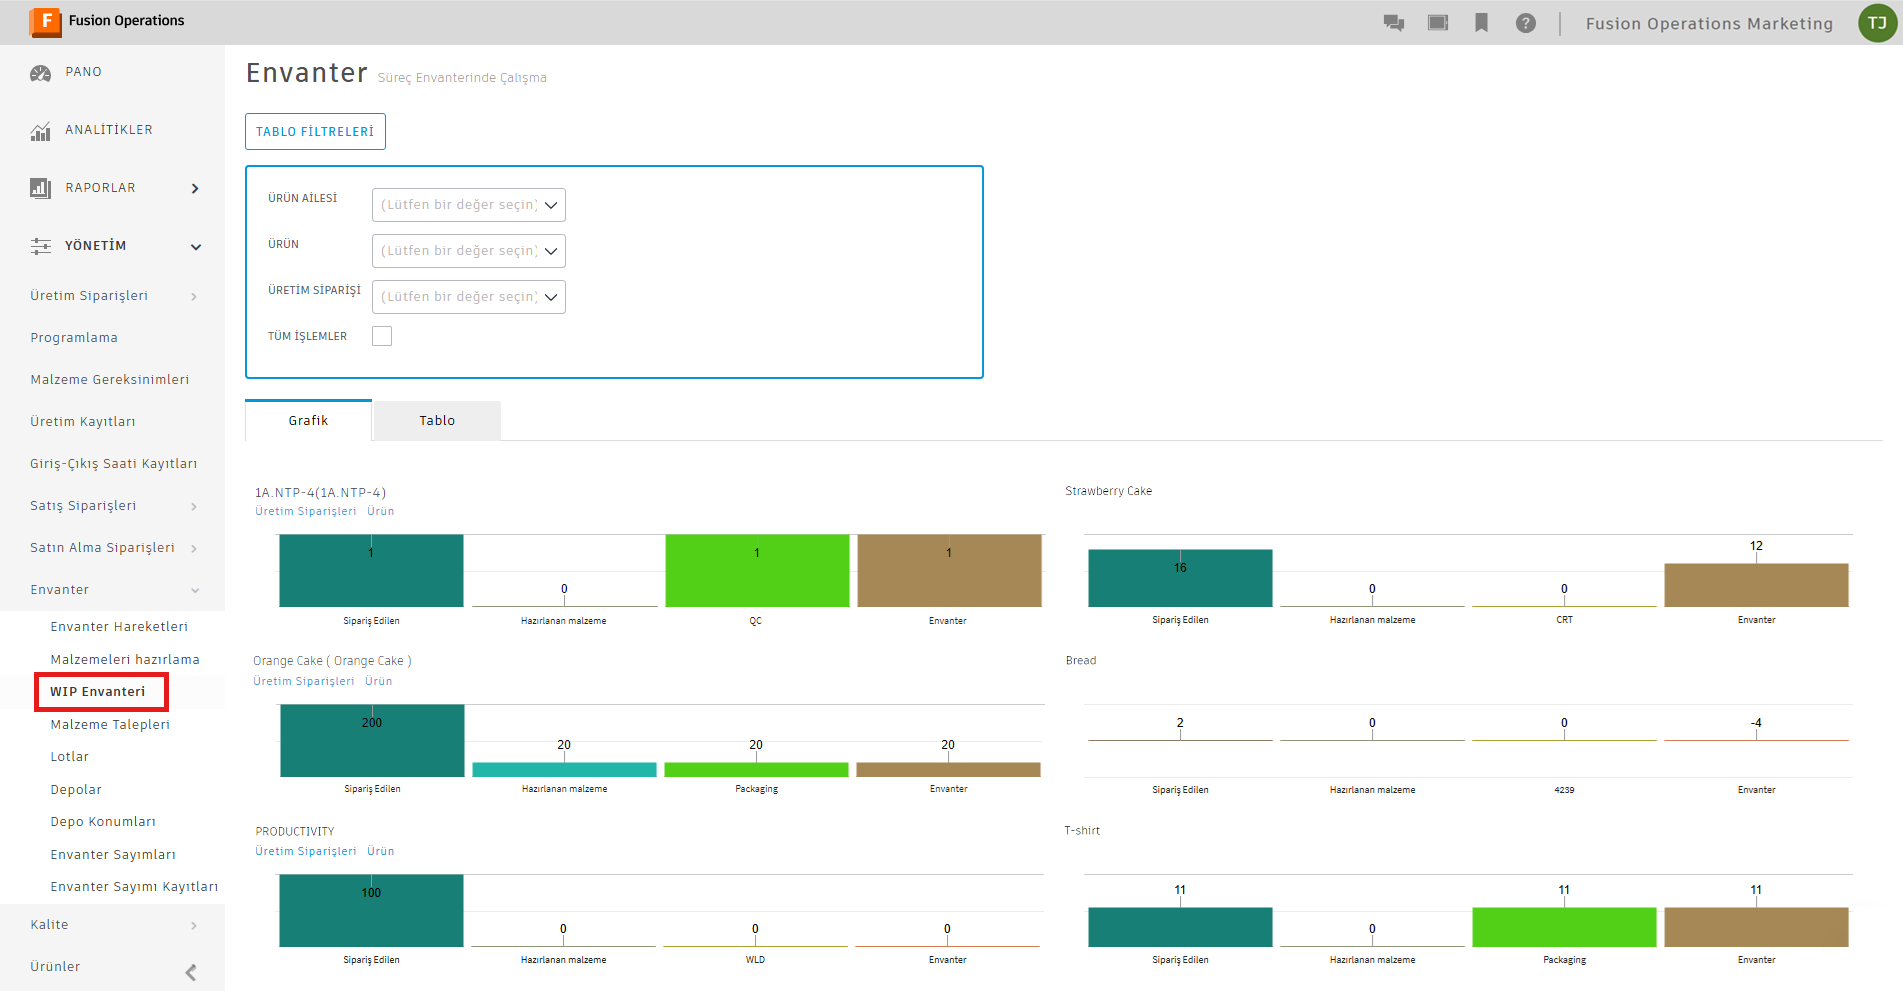 F Fusion Operations
? Fusion Operations Marketing TJ
PANO
ANALİTİKLER
RAPORLAR
YÖNETİM
Üretim Siparişleri
Programlama
Malzeme Gereksinimleri
Üretim Kayıtları
Giriş-Çıkış Saati Kayıtları
Satış Siparişleri
Satın Alma Siparişleri
Envanter
Envanter Hareketleri
Malzemeleri hazırlama
WIP Envanteri
Malzeme Talepleri
Lotlar
Depolar
Depo Konumları
Envanter Sayımları
Envanter Sayımı Kayıtları
Kalite
Ürünler
Envanter Süreç Envanterinde Çalışma
TABLO FİLTRELERİ
ÜRÜN AİLESİ (Lütfen bir değer seçin)
ÜRÜN (Lütfen bir değer seçin)
ÜRETİM SİPARİŞİ (Lütfen bir değer seçin)
TÜM İŞLEMLER
Grafik Tablo
1A.NTP-4(1A.NTP-4)
Üretim Siparişleri Ürün
1 0 1 1
Sipariş Edilen Hazırlanan malzeme QC Envanter
Strawberry Cake
16 0 0 12
Sipariş Edilen Hazırlanan malzeme CRT Envanter
Orange Cake ( Orange Cake )
Üretim Siparişleri Ürün
200 20 20 20
Sipariş Edilen Hazırlanan malzeme Packaging Envanter
Bread
2 0 0 -4
Sipariş Edilen Hazırlanan malzeme 4239 Envanter
PRODUCTIVITY
Üretim Siparişleri Ürün
100 0 0 0
Sipariş Edilen Hazırlanan malzeme WLD Envanter
T-shirt
11 0 11 11
Sipariş Edilen Hazırlanan malzeme Packaging Envanter